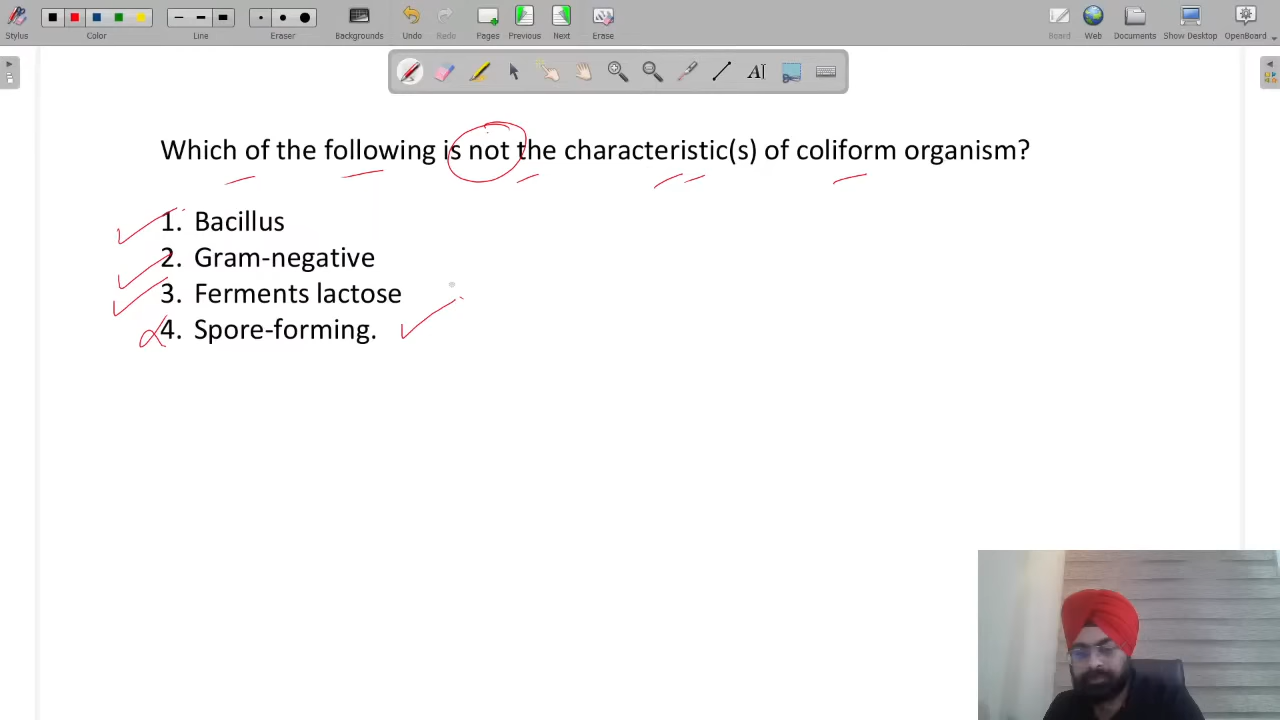 Stylus
Color
Line
Eraser
Backgrounds
Undo
Redo
Pages
Previous
Next
Erase
Board
Web
Documents
Show Desktop
OpenBoard
Which of the following is not the characteristic(s) of coliform organism?
1. Bacillus
2. Gram-negative
3. Ferments lactose
4. Spore-forming.